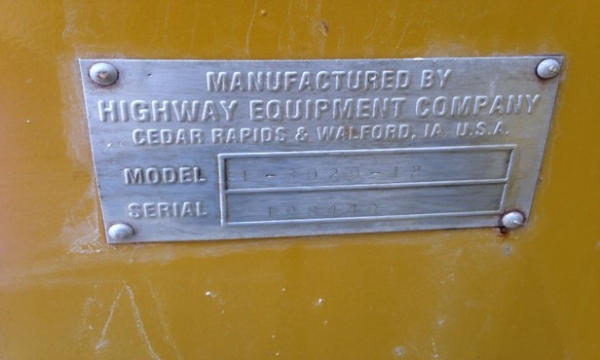 MANUFACTURED BY
HIGHWAY EQUIPMENT COMPANY
CEDAR RAPIDS & WALFORD, IA U.S.A.
MODEL
SERIAL